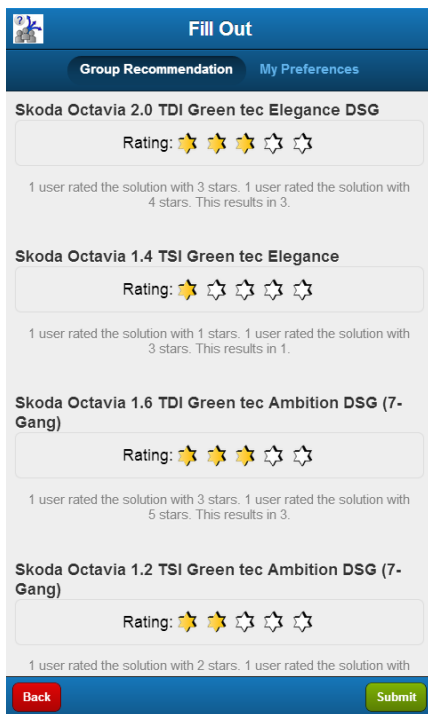 Fill Out
Group Recommendation My Preferences
Skoda Octavia 2.0 TDI Green tec Elegance DSG
Rating:
1 user rated the solution with 3 stars. 1 user rated the solution with
4 stars. This results in 3.
Skoda Octavia 1.4 TSI Green tec Elegance
Rating:
1 user rated the solution with 1 stars. 1 user rated the solution with
3 stars. This results in 1.
Skoda Octavia 1.6 TDI Green tec Ambition DSG (7-
Gang)
Rating:
1 user rated the solution with 3 stars. 1 user rated the solution with
5 stars. This results in 3.
Skoda Octavia 1.2 TSI Green tec Ambition DSG (7-
Gang)
Rating:
1 user rated the solution with 2 stars. 1 user rated the solution with
Back Submit